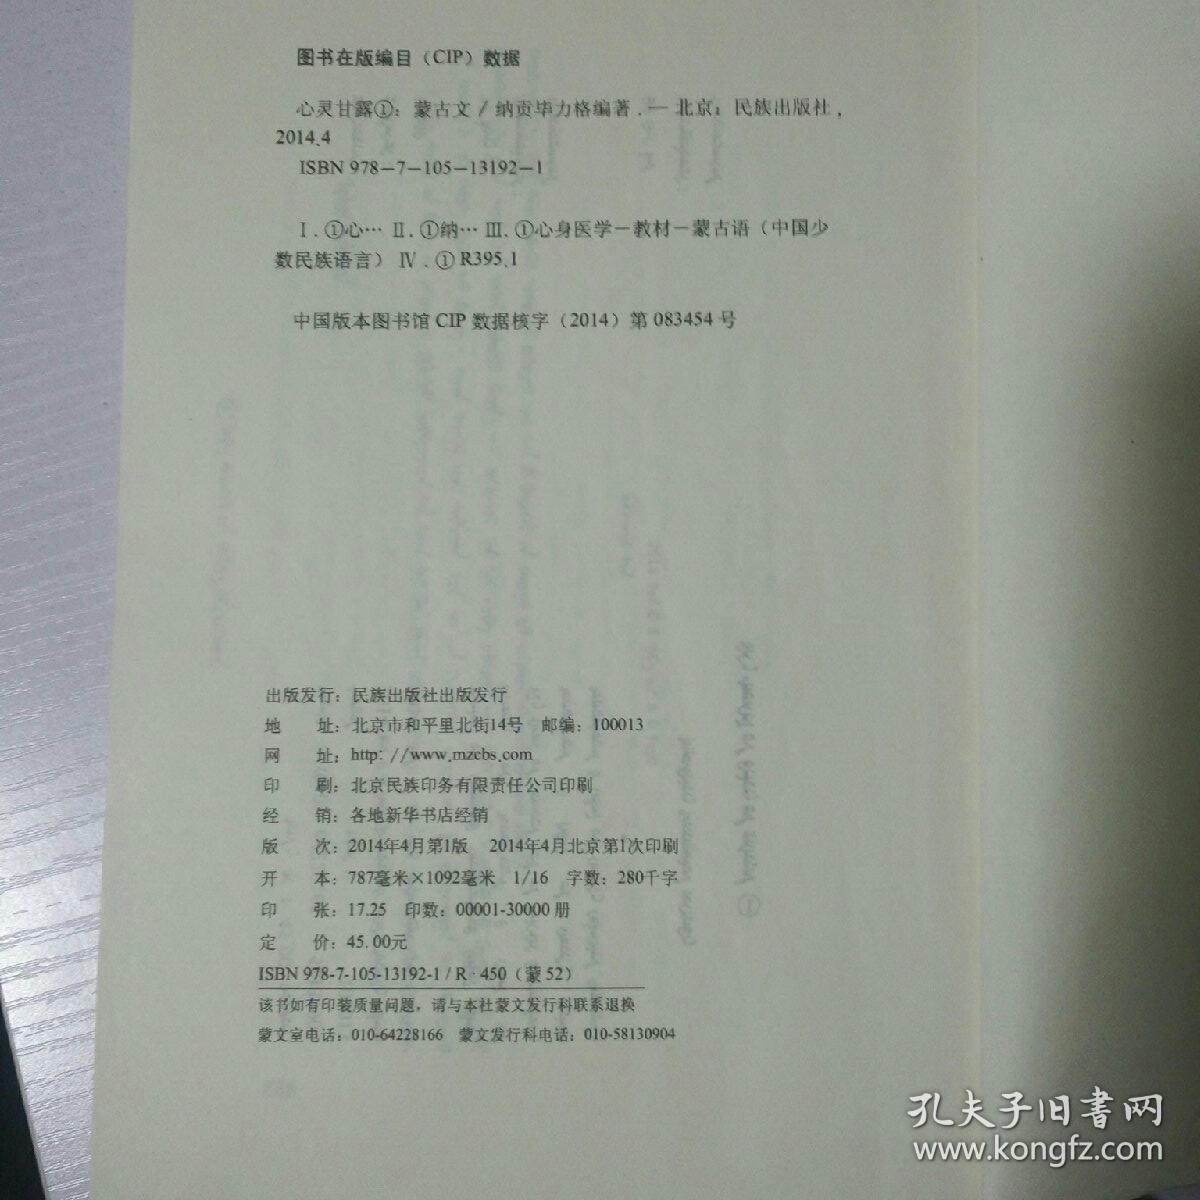 图书在版编目（CIP）数据
心灵甘露①：蒙古文 / 纳贡毕力格编著．— 北京：民族出版社，
2014.4
ISBN 978－7－105－13192－1
Ⅰ．①心… Ⅱ．①纳… Ⅲ．①心身医学－教材－蒙古语（中国少
数民族语言） Ⅳ．① R395.1
中国版本图书馆 CIP 数据核字（2014）第 083454 号
出版发行：民族出版社出版发行
地 址：北京市和平里北街14号 邮编：100013
网 址：http：//www.mzcbs.com
印 刷：北京民族印务有限责任公司印刷
经 销：各地新华书店经销
版 次：2014年4月第1版 2014年4月北京第1次印刷
开 本：787毫米×1092毫米 1/16 字数：280千字
印 张：17.25 印数：00001-30000 册
定 价：45.00元
ISBN 978-7-105-13192-1 / R · 450（蒙 52）
该书如有印装质量问题，请与本社蒙文发行科联系退换
蒙文室电话：010-64228166 蒙文发行科电话：010-58130904
孔夫子旧书网
www.kongfz.com